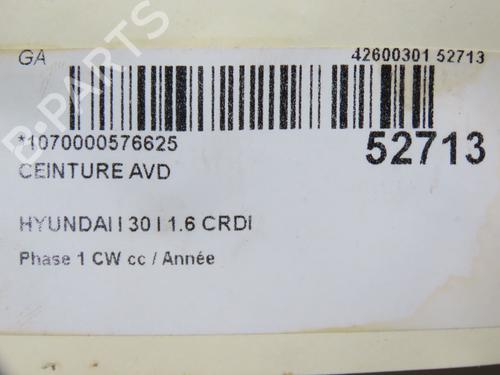 GA
42600301 52713
*1070000576625
52713
CEINTURE AVD
HYUNDAI I 30 I 1.6 CRDI
Phase 1 CW cc / Année
B-PARTS